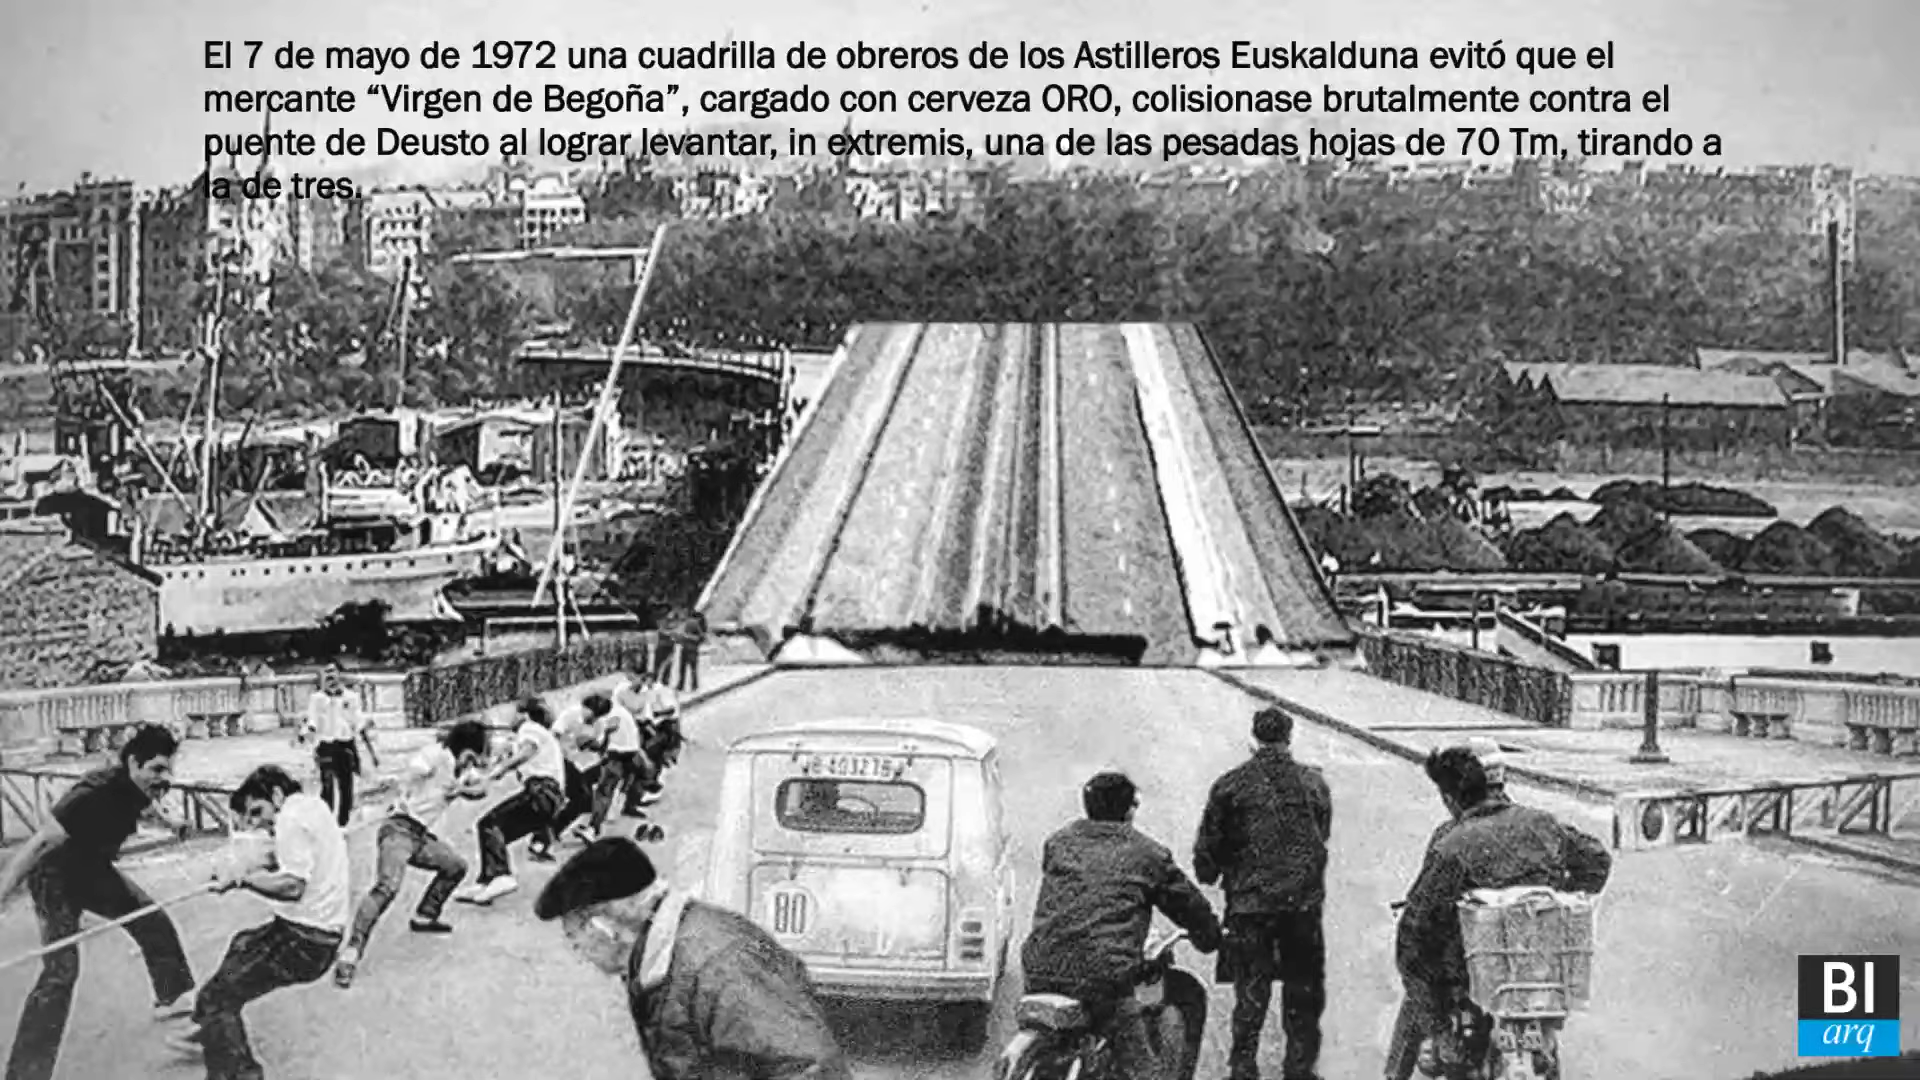 El 7 de mayo de 1972 una cuadrilla de obreros de los Astilleros Euskalduna evitó que el
mercante “Virgen de Begoña”, cargado con cerveza ORO, colisionase brutalmente contra el
puente de Deusto al lograr levantar, in extremis, una de las pesadas hojas de 70 Tm, tirando a
la de tres.
80
BI
arq